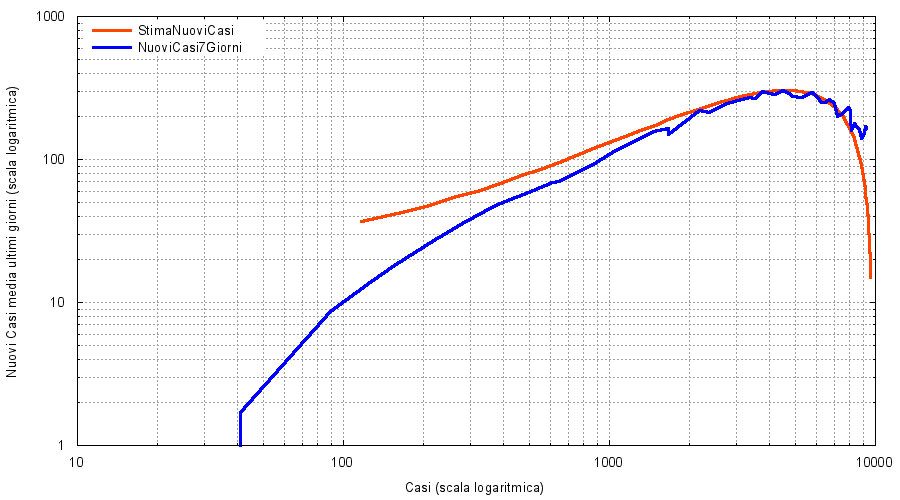 1000
StimaNuoviCasi
NuoviCasi7Giorni
100
10
1
10
100
1000
10000
Nuovi Casi media ultimi giorni (scala logaritmica)
Casi (scala logaritmica)